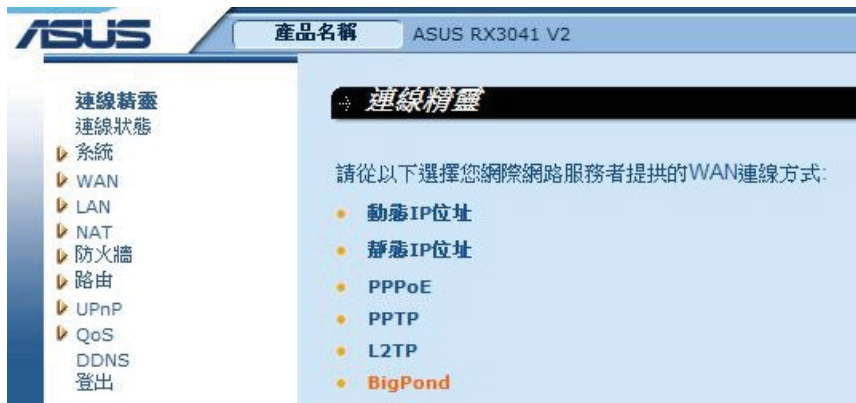 ASUS
產品名稱 ASUS RX3041 V2
連線精靈
連線狀態
系統
WAN
LAN
NAT
防火牆
路由
UPnP
QoS
DDNS
登出
連線精靈
請從以下選擇您網際網路服務者提拱的WAN連線方式:
動態IP位址
靜態IP位址
PPPoE
PPTP
L2TP
BigPond